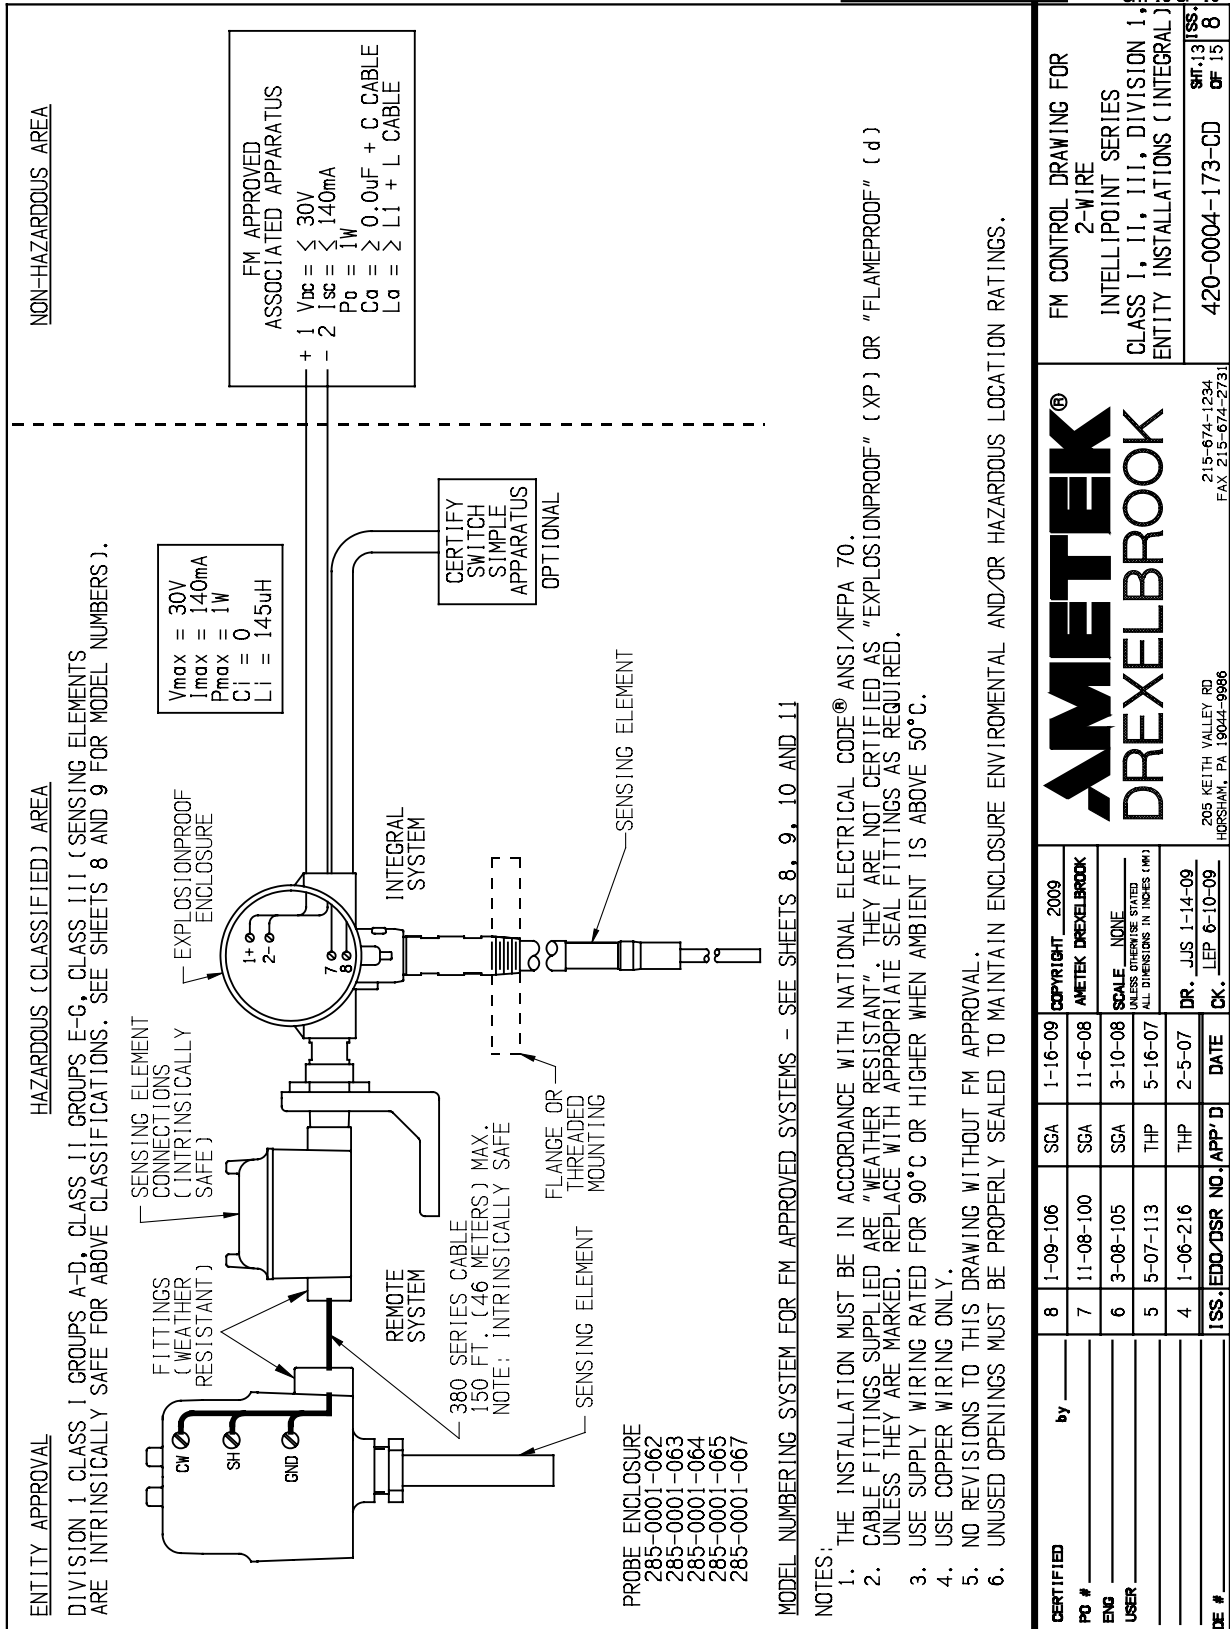 ENTITY APPROVAL
HAZARDOUS (CLASSIFIED) AREA
NON-HAZARDOUS AREA
DIVISION 1 CLASS I GROUPS A-D, CLASS II GROUPS E-G, CLASS III (SENSING ELEMENTS
ARE INTRINSICALLY SAFE FOR ABOVE CLASSIFICATIONS. SEE SHEETS 8 AND 9 FOR MODEL NUMBERS).
FITTINGS
(WEATHER
RESISTANT)
SENSING ELEMENT
CONNECTIONS
(INTRINSICALLY
SAFE)
EXPLOSIONPROOF
ENCLOSURE
Vmax = 30V
Imax = 140mA
Pmax = 1W
Ci = 0
Li = 145uH
FM APPROVED
ASSOCIATED APPARATUS
+ 1 Voc = ≤ 30V
- 2 Isc = ≤ 140mA
Po = 1W
Ca = ≥ 0.0uF + C CABLE
La = ≥ L1 + L CABLE
CW
SH
GND
1+
2-
7
8
REMOTE
SYSTEM
INTEGRAL
SYSTEM
CERTIFY
SWITCH
SIMPLE
APPARATUS
OPTIONAL
380 SERIES CABLE
150 FT. (46 METERS) MAX.
NOTE: INTRINSICALLY SAFE
FLANGE OR
THREADED
MOUNTING
SENSING ELEMENT
SENSING ELEMENT
PROBE ENCLOSURE
285-0001-062
285-0001-063
285-0001-064
285-0001-065
285-0001-067
MODEL NUMBERING SYSTEM FOR FM APPROVED SYSTEMS - SEE SHEETS 8, 9, 10 AND 11
NOTES:
1. THE INSTALLATION MUST BE IN ACCORDANCE WITH NATIONAL ELECTRICAL CODE® ANSI/NFPA 70.
2. CABLE FITTINGS SUPPLIED ARE "WEATHER RESISTANT". THEY ARE NOT CERTIFIED AS "EXPLOSIONPROOF" (XP) OR "FLAMEPROOF" (d)
UNLESS THEY ARE MARKED. REPLACE WITH APPROPRIATE SEAL FITTINGS AS REQUIRED.
3. USE SUPPLY WIRING RATED FOR 90°C OR HIGHER WHEN AMBIENT IS ABOVE 50°C.
4. USE COPPER WIRING ONLY.
5. NO REVISIONS TO THIS DRAWING WITHOUT FM APPROVAL.
6. UNUSED OPENINGS MUST BE PROPERLY SEALED TO MAINTAIN ENCLOSURE ENVIROMENTAL AND/OR HAZARDOUS LOCATION RATINGS.
CERTIFIED by
PO #
ENG
USER
DE #
8 1-09-106 SGA 1-16-09
7 11-08-100 SGA 11-6-08
6 3-08-105 SGA 3-10-08
5 5-07-113 THP 5-16-07
4 1-06-216 THP 2-5-07
ISS. EDO/DSR NO. APP'D DATE
COPYRIGHT 2009
AMETEK DREXELBROOK
SCALE NONE
UNLESS OTHERWISE STATED
ALL DIMENSIONS IN INCHES (MM)
DR. JJS 1-14-09
CK. LEP 6-10-09
AMETEK®
DREXELBROOK
205 KEITH VALLEY RD
HORSHAM, PA 19044-9986
215-674-1234
FAX 215-674-2731
FM CONTROL DRAWING FOR
2-WIRE
INTELLIPOINT SERIES
CLASS I, II, III, DIVISION 1,
ENTITY INSTALLATIONS (INTEGRAL)
420-0004-173-CD
SHT.13
OF 15
ISS.
8